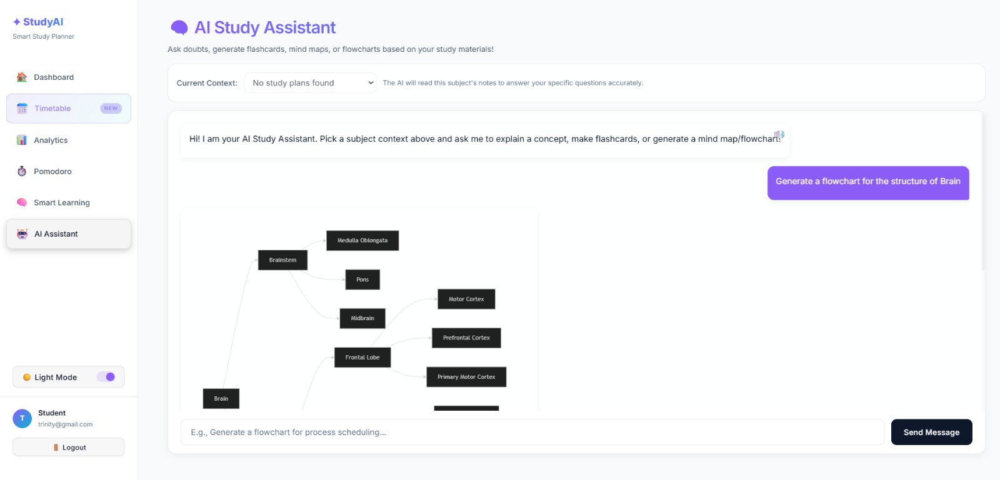 ✦ StudyAI
Smart Study Planner
Dashboard
Timetable NEW
Analytics
Pomodoro
Smart Learning
AI Assistant
Light Mode
T
Student
trinity@gmail.com
Logout
AI Study Assistant
Ask doubts, generate flashcards, mind maps, or flowcharts based on your study materials!
Current Context: No study plans found The AI will read this subject's notes to answer your specific questions accurately.
Hi! I am your AI Study Assistant. Pick a subject context above and ask me to explain a concept, make flashcards, or generate a mind map/flowchart!
Generate a flowchart for the structure of Brain
Medulla Oblongata
Brainstem
Pons
Motor Cortex
Midbrain
Prefrontal Cortex
Frontal Lobe
Primary Motor Cortex
Brain
E.g., Generate a flowchart for process scheduling...
Send Message